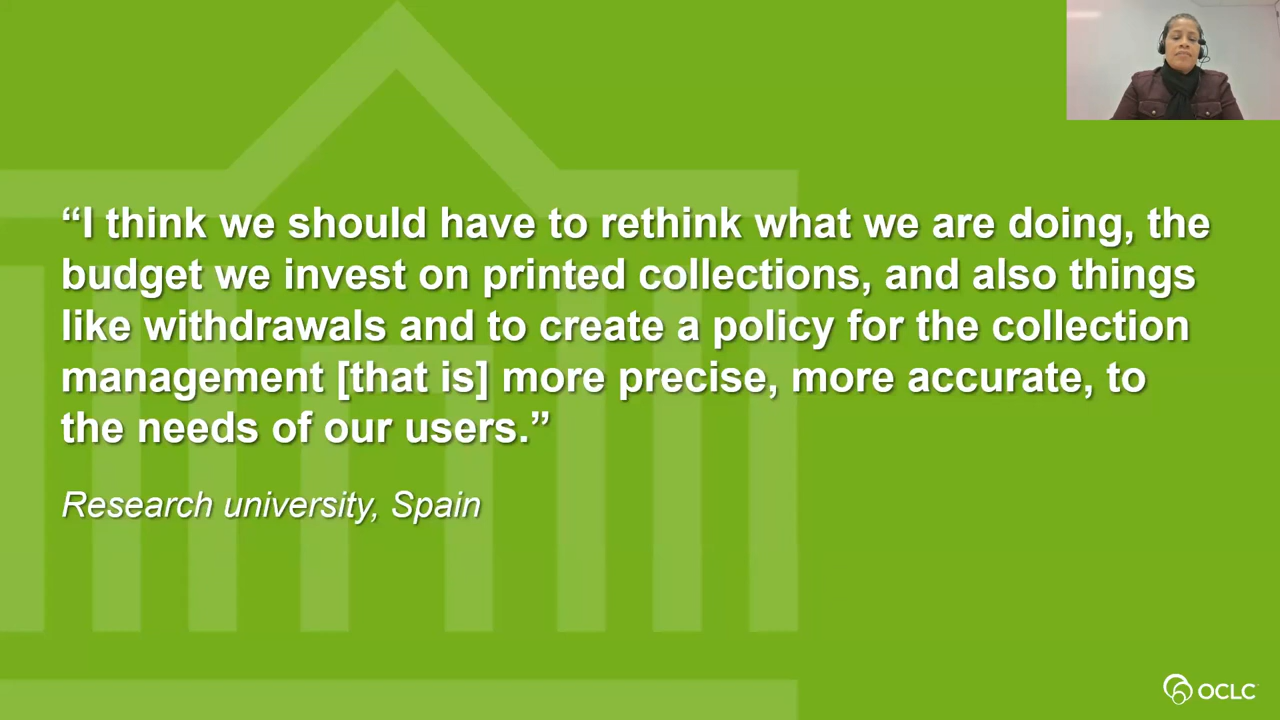 “I think we should have to rethink what we are doing, the
budget we invest on printed collections, and also things
like withdrawals and to create a policy for the collection
management [that is] more precise, more accurate, to
the needs of our users.”
Research university, Spain
OCLC